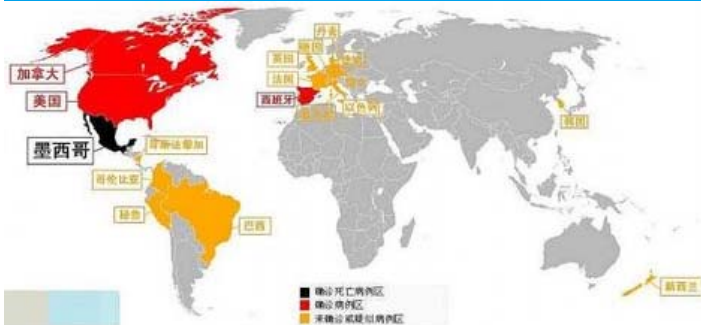 丹麦
德国
英国
加拿大
法国
美国
西班牙
以色列
韩国
墨西哥
哥斯达黎加
哥伦比亚
秘鲁
巴西
新西兰
确诊死亡病例区
确诊病例区
未确诊或疑似病例区